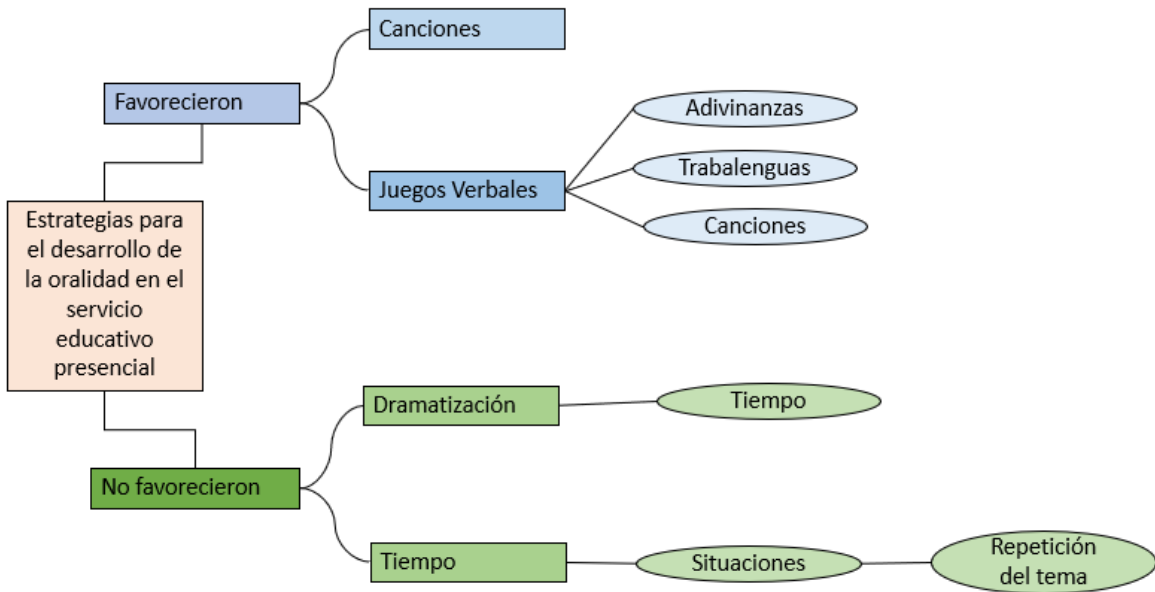 Canciones
Favorecieron
Adivinanzas
Trabalenguas
Juegos Verbales
Canciones
Estrategias para
el desarrollo de
la oralidad en el
servicio
educativo
presencial
Dramatización
Tiempo
No favorecieron
Tiempo
Situaciones
Repetición
del tema